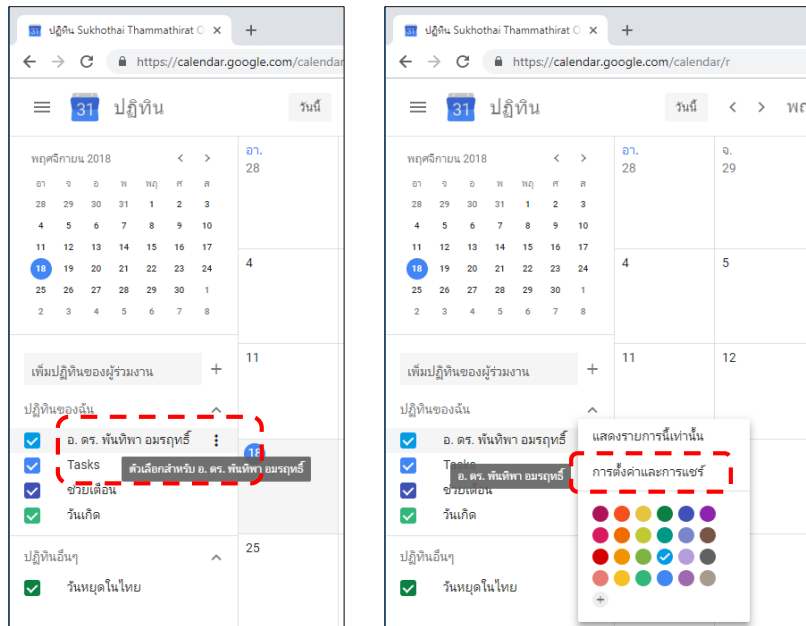 ปฏิทิน Sukhothai Thammathirat O
https://calendar.google.com/calendar
31 ปฏิทิน วันนี้
พฤศจิกายน 2018
อา จ อ พ พฤ ศ ส
28 29 30 31 1 2 3
4 5 6 7 8 9 10
11 12 13 14 15 16 17
18 19 20 21 22 23 24
25 26 27 28 29 30 1
2 3 4 5 6 7 8
อา.
28
4
11
18
25
เพิ่มปฏิทินของผู้ร่วมงาน
ปฏิทินของฉัน
อ. ดร. พันทิพา อมรฤทธิ์
Tasks
ตัวเลือกสำหรับ อ. ดร. พันทิพา อมรฤทธิ์
ช่วยเตือน
วันเกิด
ปฏิทินอื่นๆ
วันหยุดในไทย
ปฏิทิน Sukhothai Thammathirat O
https://calendar.google.com/calendar/r
31 ปฏิทิน วันนี้
พฤศจิกายน 2018
อา จ อ พ พฤ ศ ส
28 29 30 31 1 2 3
4 5 6 7 8 9 10
11 12 13 14 15 16 17
18 19 20 21 22 23 24
25 26 27 28 29 30 1
2 3 4 5 6 7 8
อา. จ.
28 29
4 5
11 12
เพิ่มปฏิทินของผู้ร่วมงาน
ปฏิทินของฉัน
อ. ดร. พันทิพา อมรฤทธิ์
Tasks
อ. ดร. พันทิพา อมรฤทธิ์
ช่วยเตือน
วันเกิด
ปฏิทินอื่นๆ
วันหยุดในไทย
แสดงรายการนี้เท่านั้น
การตั้งค่าและการแชร์